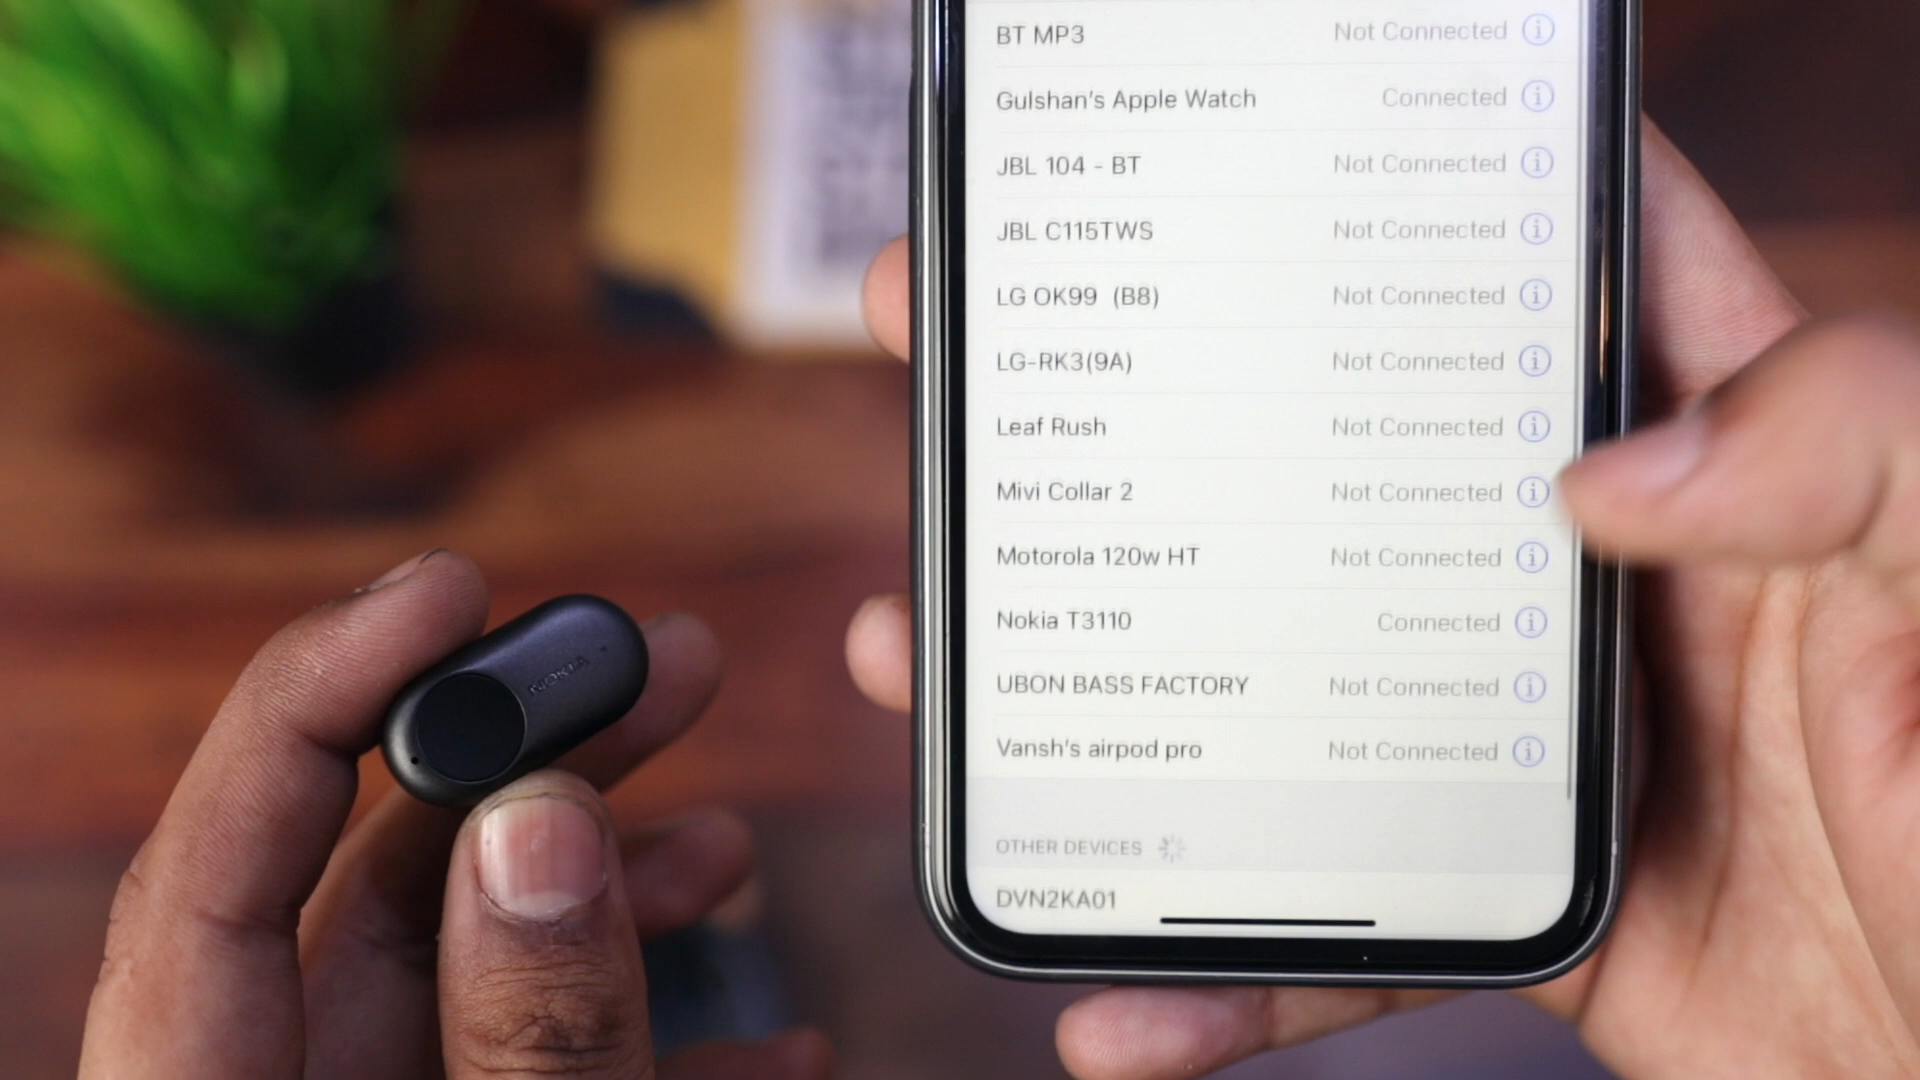 BT MP3 Not Connected
Gulshan's Apple Watch Connected
JBL 104 - BT Not Connected
JBL C115TWS Not Connected
LG OK99 (B8) Not Connected
LG-RK3(9A) Not Connected
Leaf Rush Not Connected
Mivi Collar 2 Not Connected
Motorola 120w HT Not Connected
Nokia T3110 Connected
UBON BASS FACTORY Not Connected
Vansh's airpod pro Not Connected
OTHER DEVICES
DVN2KA01
NOKIA